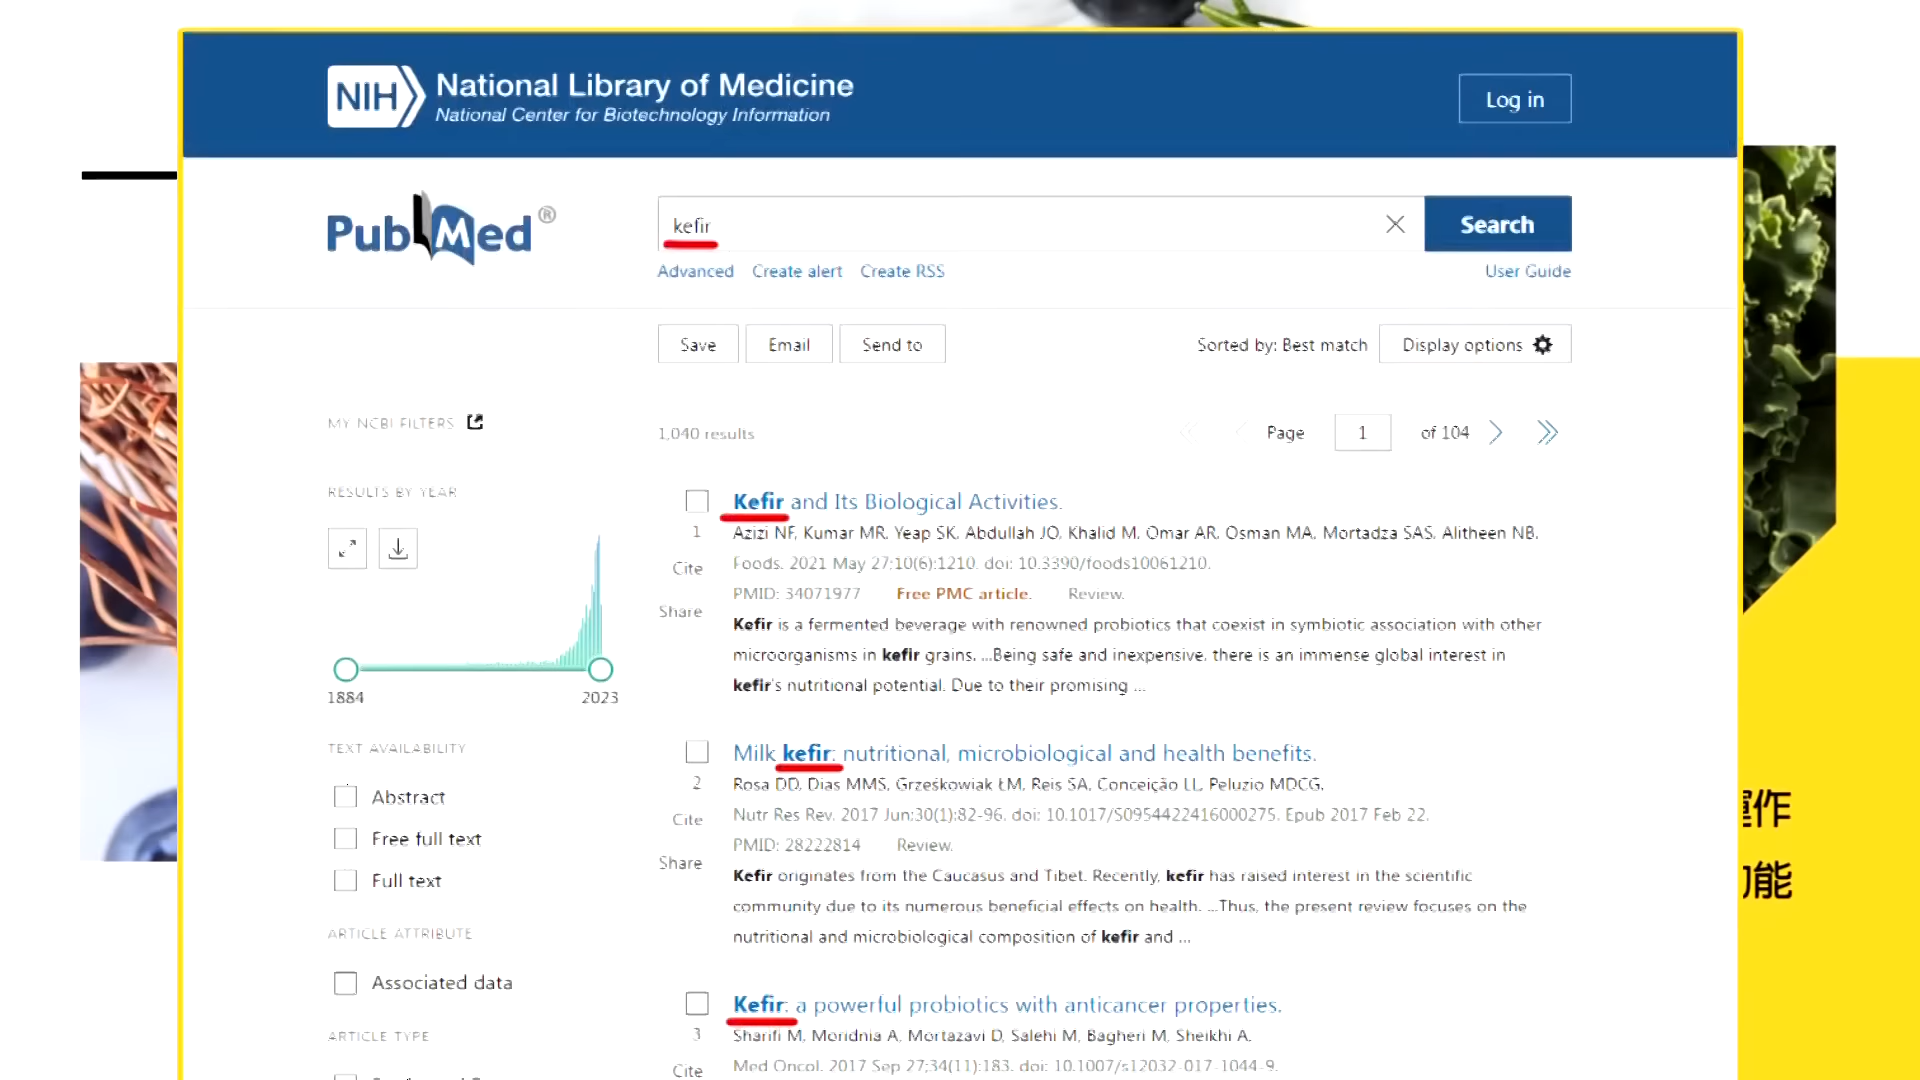 NIH National Library of Medicine
National Center for Biotechnology Information
Log in
PubMed®
kefir
Search
Advanced Create alert Create RSS
User Guide
Save Email Send to
Sorted by: Best match
Display options
MY NCBI FILTERS
1,040 results
Page 1 of 104
RESULTS BY YEAR
1884 2023
TEXT AVAILABILITY
Abstract
Free full text
Full text
ARTICLE ATTRIBUTE
Associated data
ARTICLE TYPE
Kefir and Its Biological Activities.
1
Azizi NF, Kumar MR, Yeap SK, Abdullah JO, Khalid M, Omar AR, Osman MA, Mortadza SAS, Alitheen NB.
Cite
Foods. 2021 May 27;10(6):1210. doi: 10.3390/foods10061210.
PMID: 34071977 Free PMC article. Review.
Share
Kefir is a fermented beverage with renowned probiotics that coexist in symbiotic association with other
microorganisms in kefir grains. ...Being safe and inexpensive, there is an immense global interest in
kefir's nutritional potential. Due to their promising ...
Milk kefir: nutritional, microbiological and health benefits.
2
Rosa DD, Dias MMS, Grześkowiak ŁM, Reis SA, Conceição LL, Peluzio MDCG.
Cite
Nutr Res Rev. 2017 Jun;30(1):82-96. doi: 10.1017/S0954422416000275. Epub 2017 Feb 22.
PMID: 28222814 Review.
Share
Kefir originates from the Caucasus and Tibet. Recently, kefir has raised interest in the scientific
community due to its numerous beneficial effects on health. ...Thus, the present review focuses on the
nutritional and microbiological composition of kefir and ...
Kefir: a powerful probiotics with anticancer properties.
3
Sharifi M, Moridnia A, Mortazavi D, Salehi M, Bagheri M, Sheikhi A.
Cite
Med Oncol. 2017 Sep 27;34(11):183. doi: 10.1007/s12032-017-1044-9.
作
能